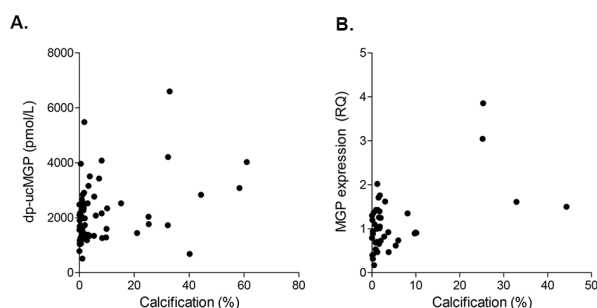 A.
B.
8000
6000
4000
2000
0
dp-ucMGP (pmol/L)
0 20 40 60 80
Calcification (%)
5
4
3
2
1
0
MGP expression (RQ)
0 10 20 30 40 50
Calcification (%)